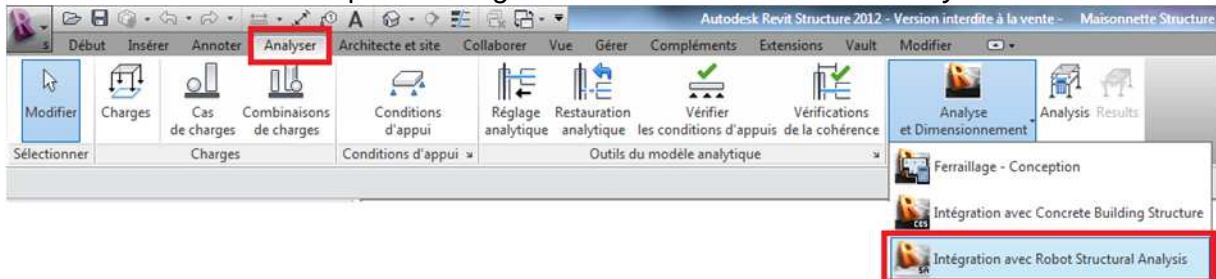 Autodesk Revit Structure 2012 - Version interdite à la vente - Maisonnette Structure
Début Insérer Annoter Analyser Architecte et site Collaborer Vue Gérer Compléments Extensions Vault Modifier
Modifier
Charges
Cas
de charges
Combinaisons
de charges
Conditions
d'appui
Réglage
analytique
Restauration
analytique
Vérifier
les conditions d'appuis
Vérifications
de la cohérence
Analyse
et Dimensionnement
Analysis
Results
Sélectionner Charges Conditions d'appui Outils du modèle analytique
Ferraillage - Conception
Intégration avec Concrete Building Structure
Intégration avec Robot Structural Analysis